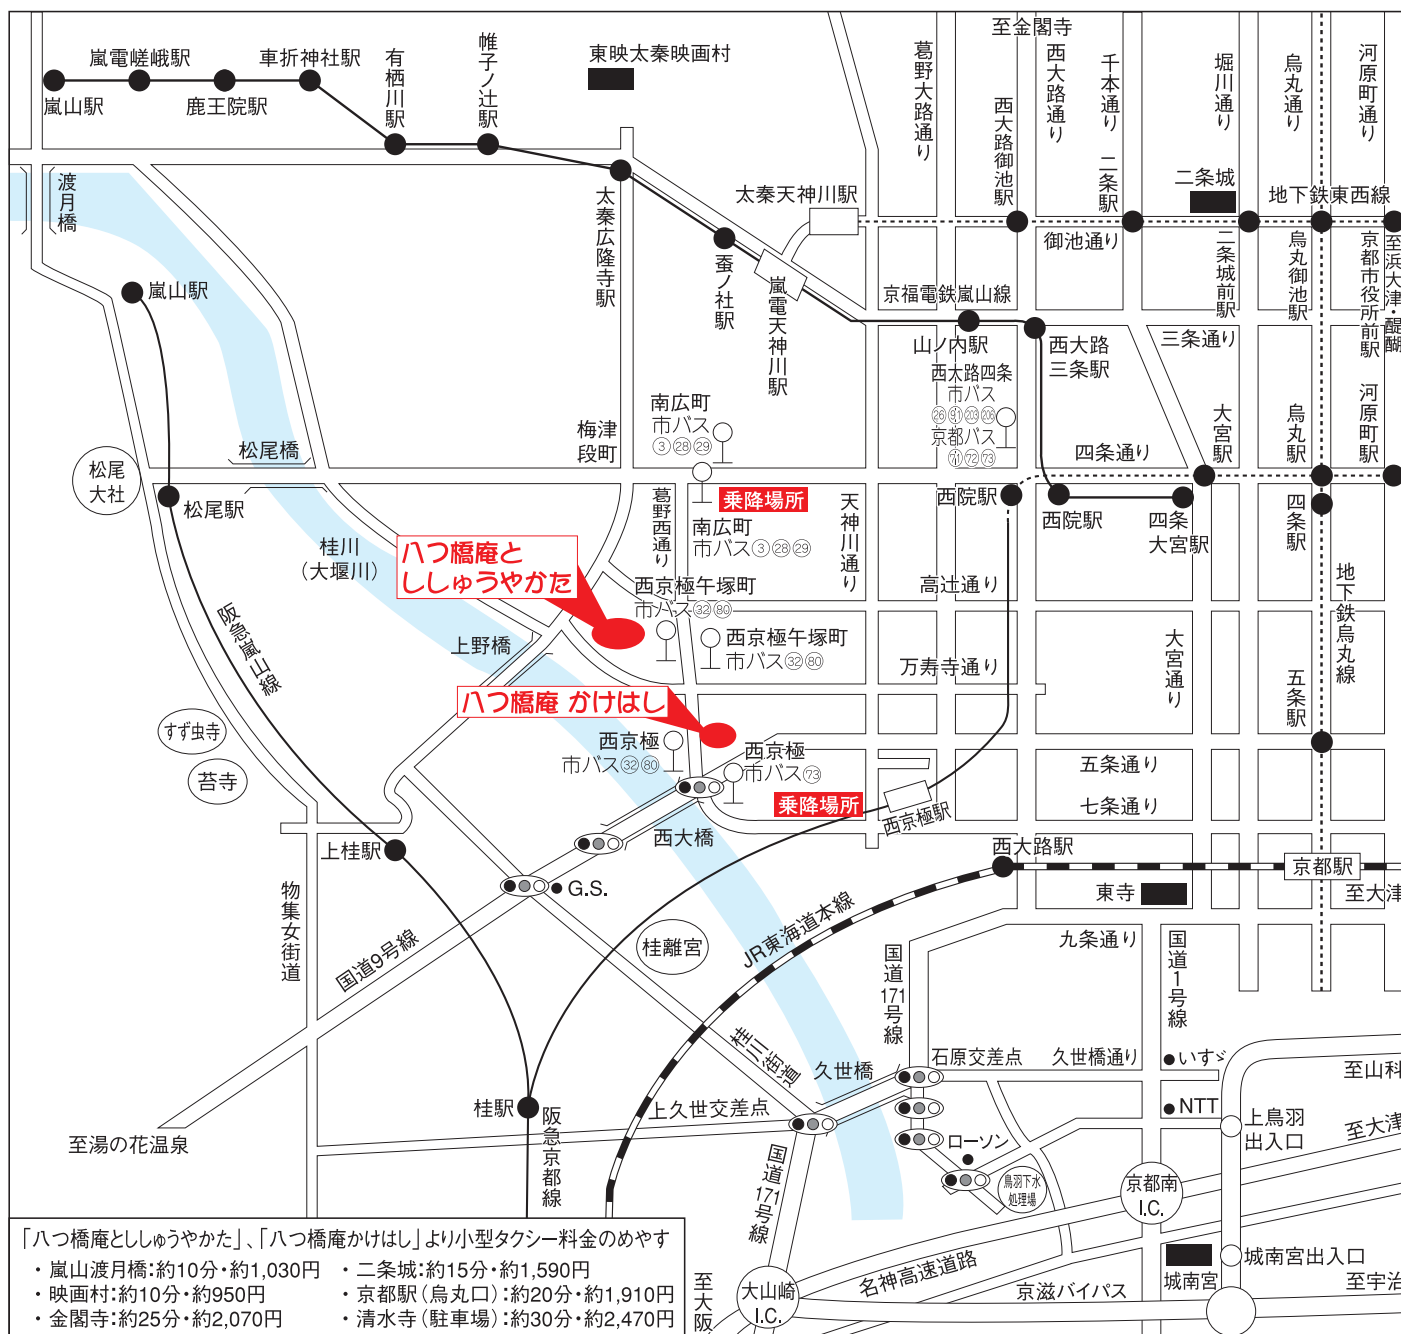 嵐電嵯峨駅
車折神社駅
嵐山駅
鹿王院駅
有栖川駅
帷子ノ辻駅
東映太秦映画村
葛野大路通り
至金閣寺
西大路通り
西大路御池駅
千本通り
二条駅
堀川通り
烏丸通り
河原町通り
二条城
地下鉄東西線
渡月橋
太秦天神川駅
太秦広隆寺駅
蚕ノ社駅
嵐電天神川駅
御池通り
二条城前駅
烏丸御池駅
京都市役所前駅
至浜大津・醍醐
嵐山駅
京福電鉄嵐山線
山ノ内駅
西大路
三条駅
三条通り
西大路四条
市バス
㉖�91203206
京都バス
717273
南広町
市バス
③㉘㉙
梅津
段町
松尾橋
松尾
大社
松尾駅
四条通り
大宮駅
烏丸駅
河原町駅
乗降場所
南広町
市バス③㉘㉙
葛野西通り
天神川通り
西院駅
西院駅
四条
大宮駅
四条駅
桂川
(大堰川)
八つ橋庵と
ししゅうやかた
西京極午塚町
市バス㉜80
西京極午塚町
市バス㉜80
高辻通り
地下鉄烏丸線
阪急嵐山線
上野橋
万寿寺通り
大宮通り
五条駅
八つ橋庵 かけはし
すず虫寺
苔寺
西京極
市バス㉜80
西京極
市バス73
乗降場所
五条通り
七条通り
西京極駅
西大橋
上桂駅
西大路駅
京都駅
G.S.
東寺
至大津
物集女街道
国道9号線
桂離宮
JR東海道本線
九条通り
国道171号線
国道1号線
桂川街道
久世橋
石原交差点
久世橋通り
いすゞ
至山科
桂駅
上久世交差点
NTT
上鳥羽
出入口
至大津
至湯の花温泉
阪急京都線
ローソン
国道171号線
鳥羽下水
処理場
京都南
I.C.
名神高速道路
城南宮
城南宮出入口
京滋バイパス
至宇治
大山崎
I.C.
至大阪
「八つ橋庵とししゅうやかた」、「八つ橋庵かけはし」より小型タクシー料金のめやす
・嵐山渡月橋:約10分・約1,030円
・二条城:約15分・約1,590円
・映画村:約10分・約950円
・京都駅(烏丸口):約20分・約1,910円
・金閣寺:約25分・約2,070円
・清水寺(駐車場):約30分・約2,470円